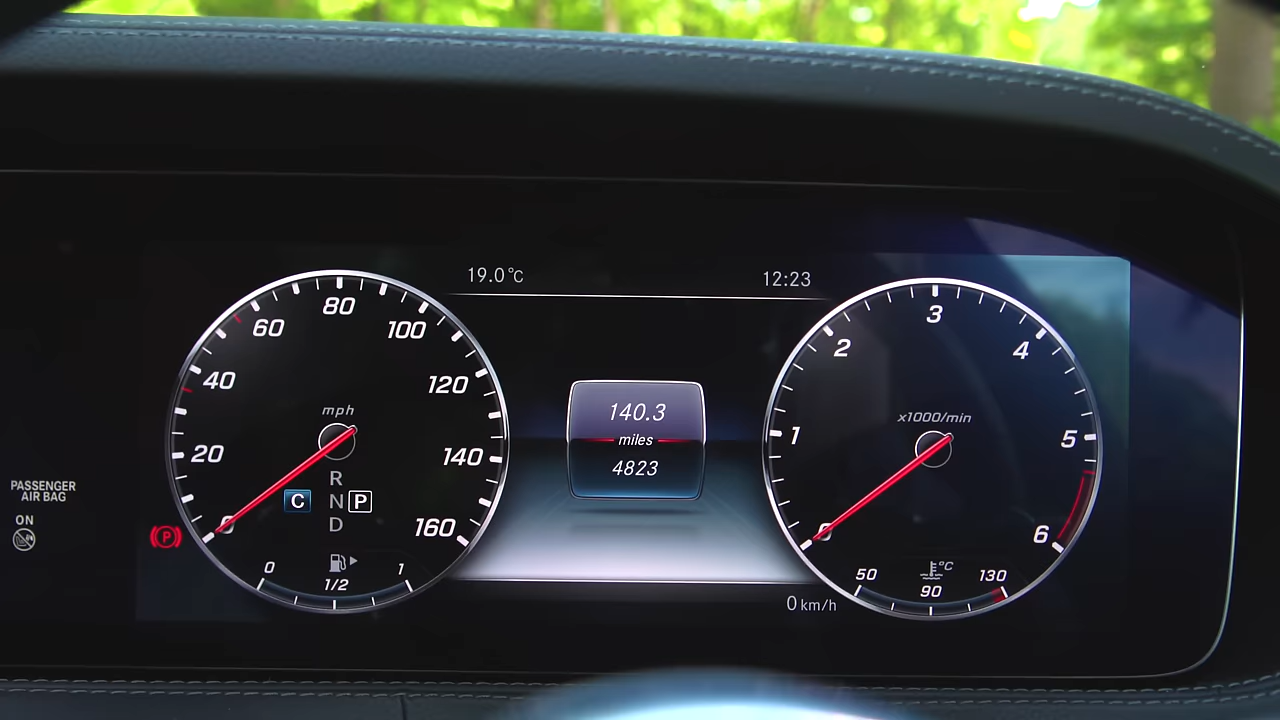 19.0°C
12:23
20
40
60
80
100
120
140
160
mph
R
N
D
C
P
0
1/2
1
140.3
miles
4823
0 km/h
0
1
2
3
4
5
6
x1000/min
50
90
130
°C
PASSENGER
AIR BAG
ON
P
0